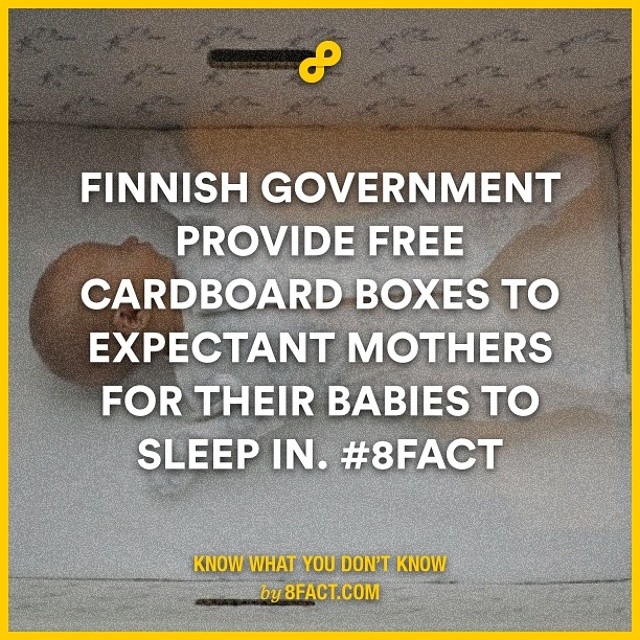 FINNISH GOVERNMENT
PROVIDE FREE
CARDBOARD BOXES TO
EXPECTANT MOTHERS
FOR THEIR BABIES TO
SLEEP IN. #8FACT
KNOW WHAT YOU DON'T KNOW
by 8FACT.COM